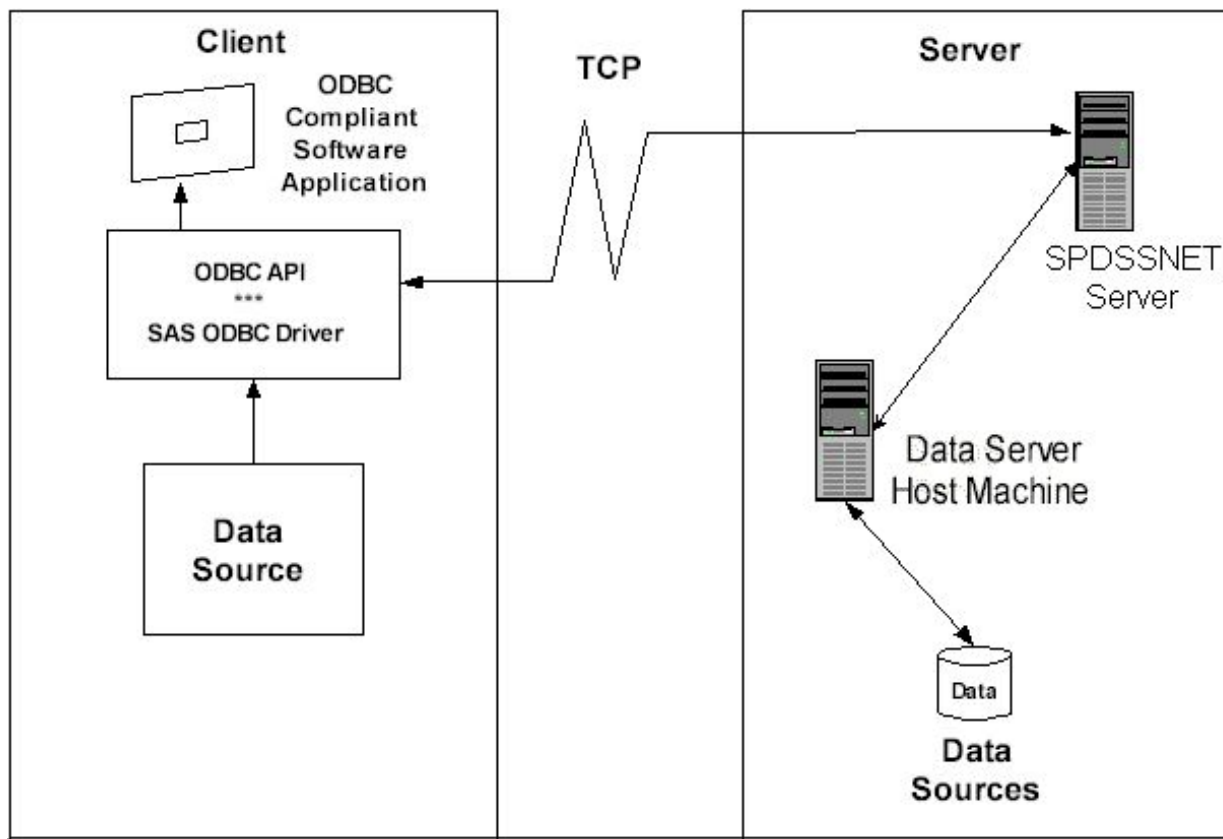 Client
ODBC
Compliant
Software
Application
ODBC API
***
SAS ODBC Driver
Data
Source
TCP
Server
SPDSSNET
Server
Data Server
Host Machine
Data
Data
Sources